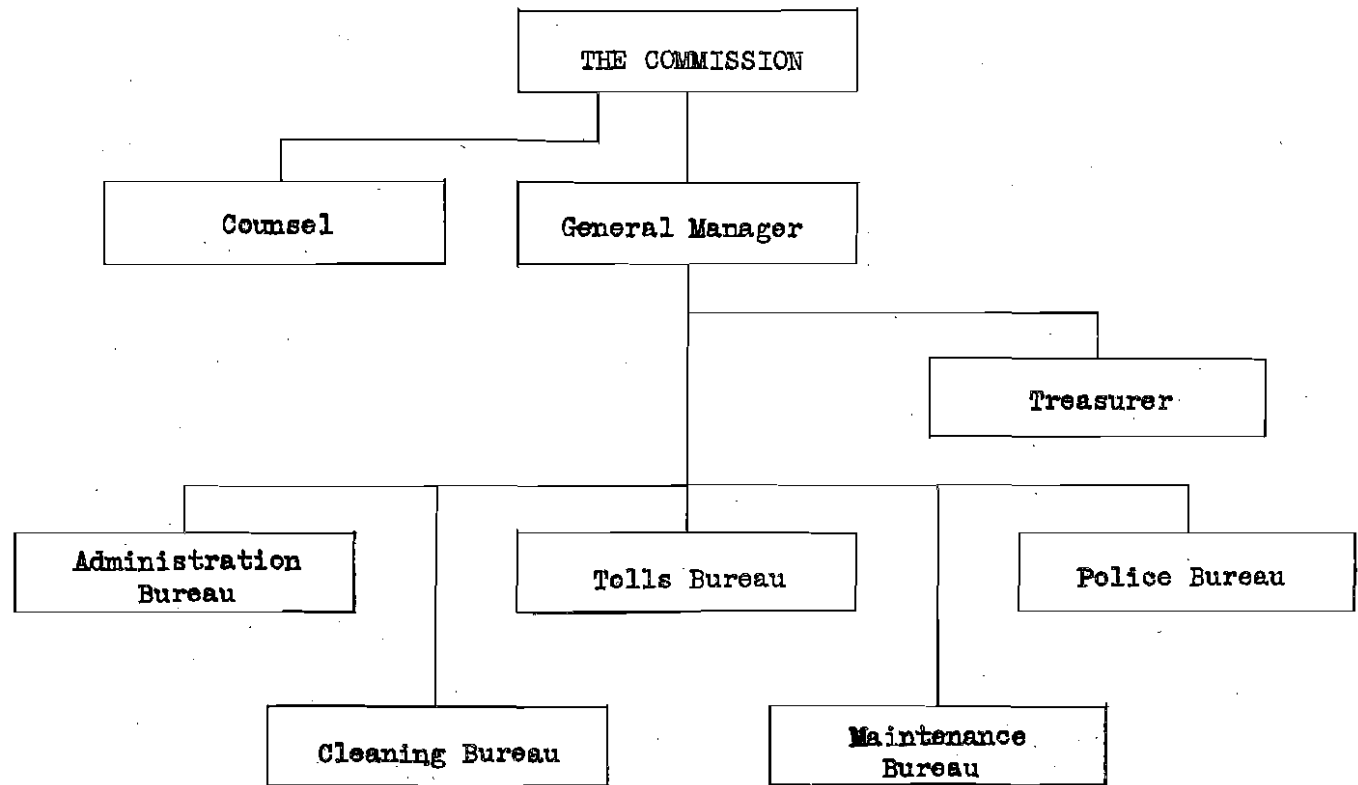 THE COMMISSION
Counsel
General Manager
Treasurer
Administration
Bureau
Tolls Bureau
Police Bureau
Cleaning Bureau
Maintenance
Bureau